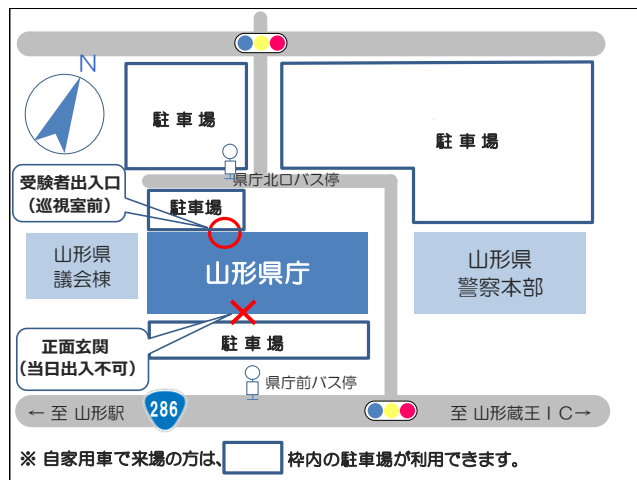 N
駐 車 場
駐 車 場
県庁北口バス停
受験者出入口
（巡視室前）
駐車場
山形県
議会棟
山形県庁
山形県
警察本部
正面玄関
（当日出入不可）
駐 車 場
県庁前バス停
← 至 山形駅
286
至 山形蔵王ＩＣ→
※ 自家用車で来場の方は、 枠内の駐車場が利用できます。